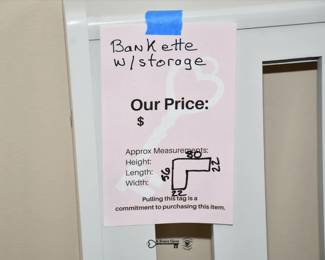 Bankette
w/storage
Our Price:
$
Approx Measurements:
Height:
Length:
Width:
80
22
56
22
Pulling this tag is a
commitment to purchasing this item.